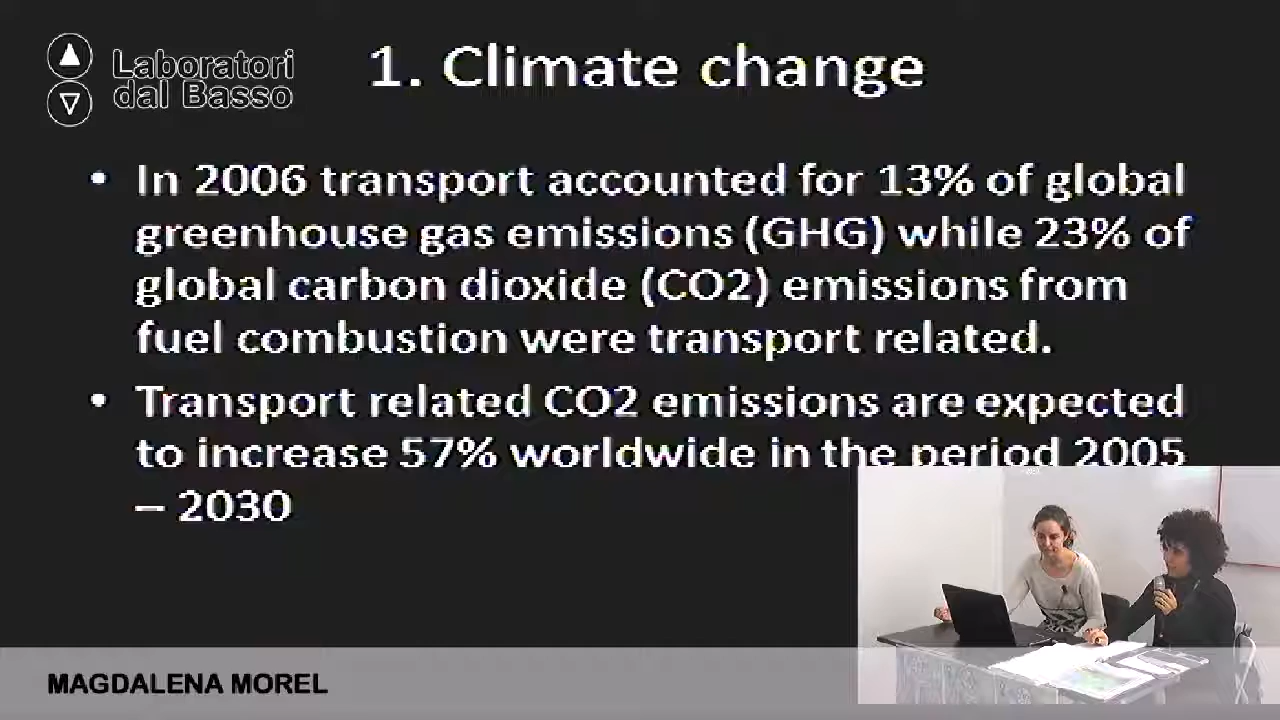 Laboratori
dal Basso
1. Climate change
• In 2006 transport accounted for 13% of global
greenhouse gas emissions (GHG) while 23% of
global carbon dioxide (CO2) emissions from
fuel combustion were transport related.
• Transport related CO2 emissions are expected
to increase 57% worldwide in the period 2005
– 2030
MAGDALENA MOREL